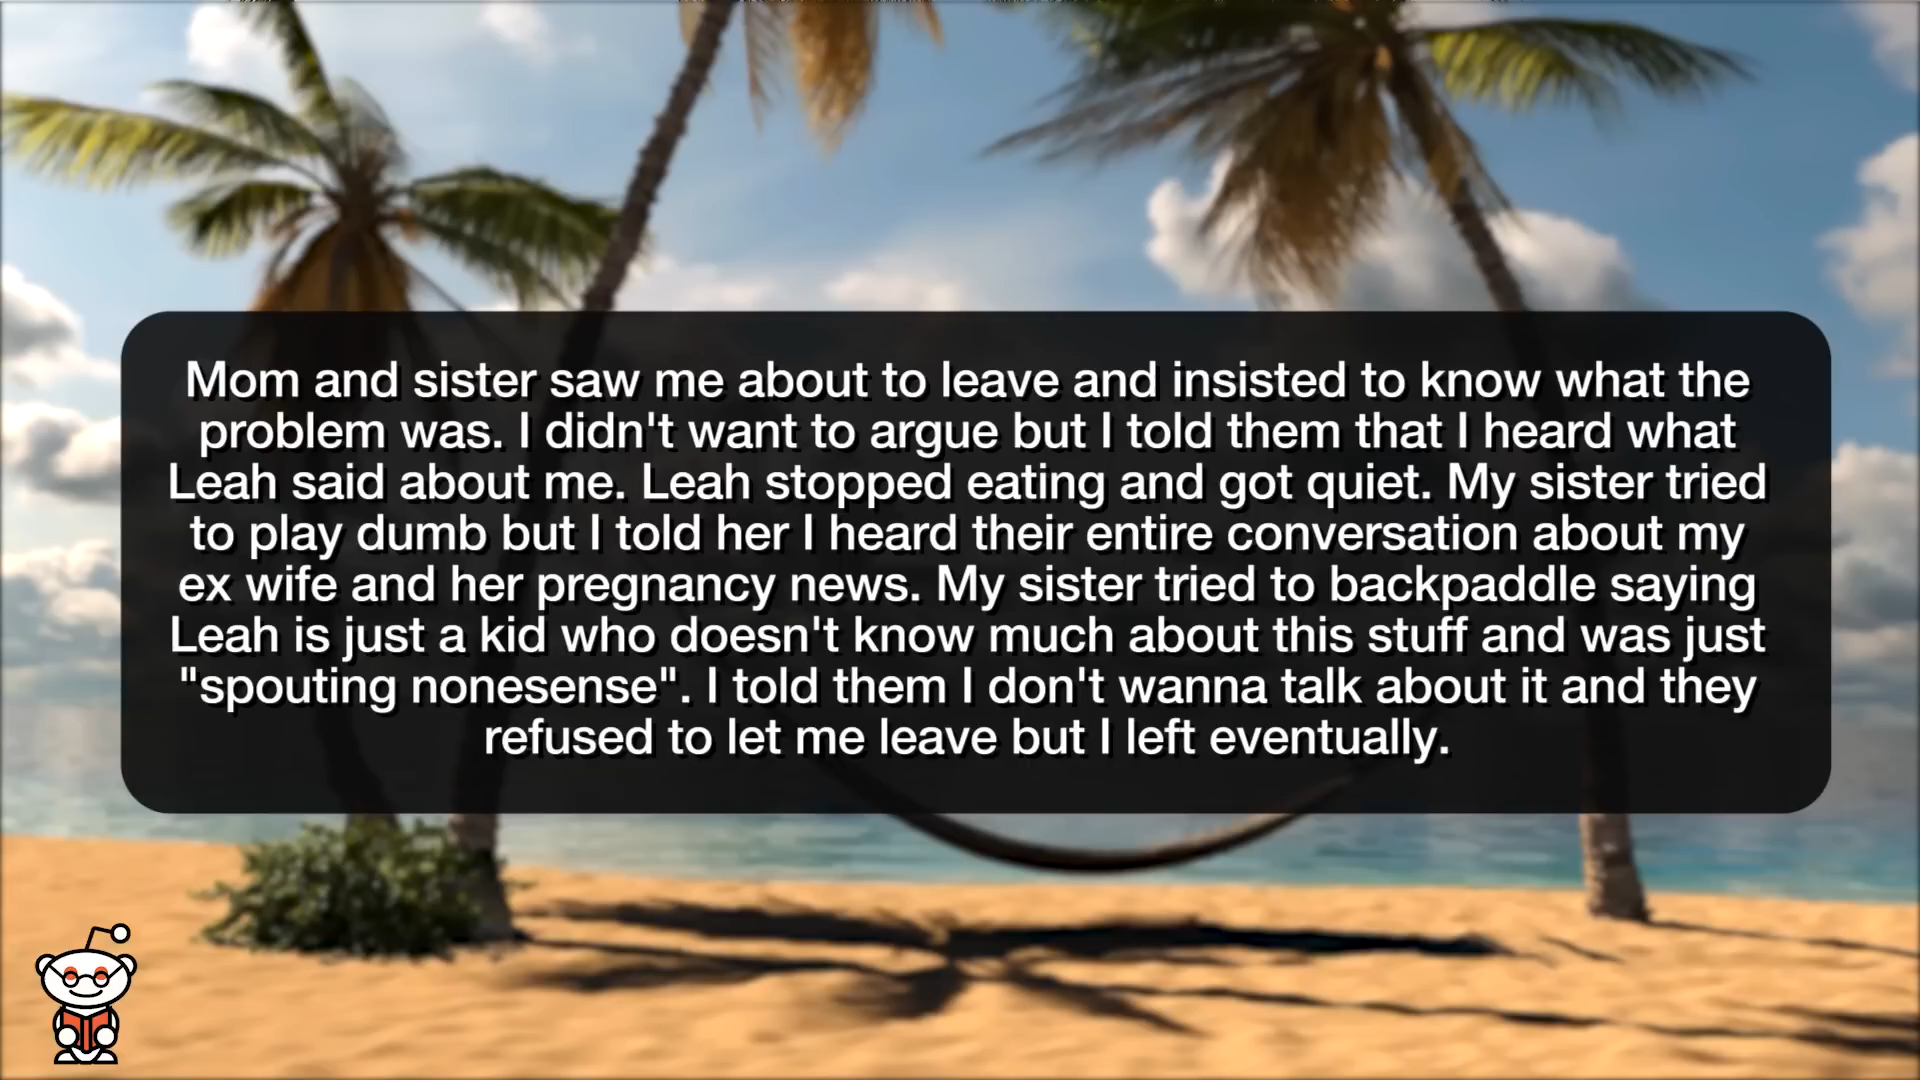 Mom and sister saw me about to leave and insisted to know what the
problem was. I didn't want to argue but I told them that I heard what
Leah said about me. Leah stopped eating and got quiet. My sister tried
to play dumb but I told her I heard their entire conversation about my
ex wife and her pregnancy news. My sister tried to backpaddle saying
Leah is just a kid who doesn't know much about this stuff and was just
"spouting nonesense". I told them I don't wanna talk about it and they
refused to let me leave but I left eventually.